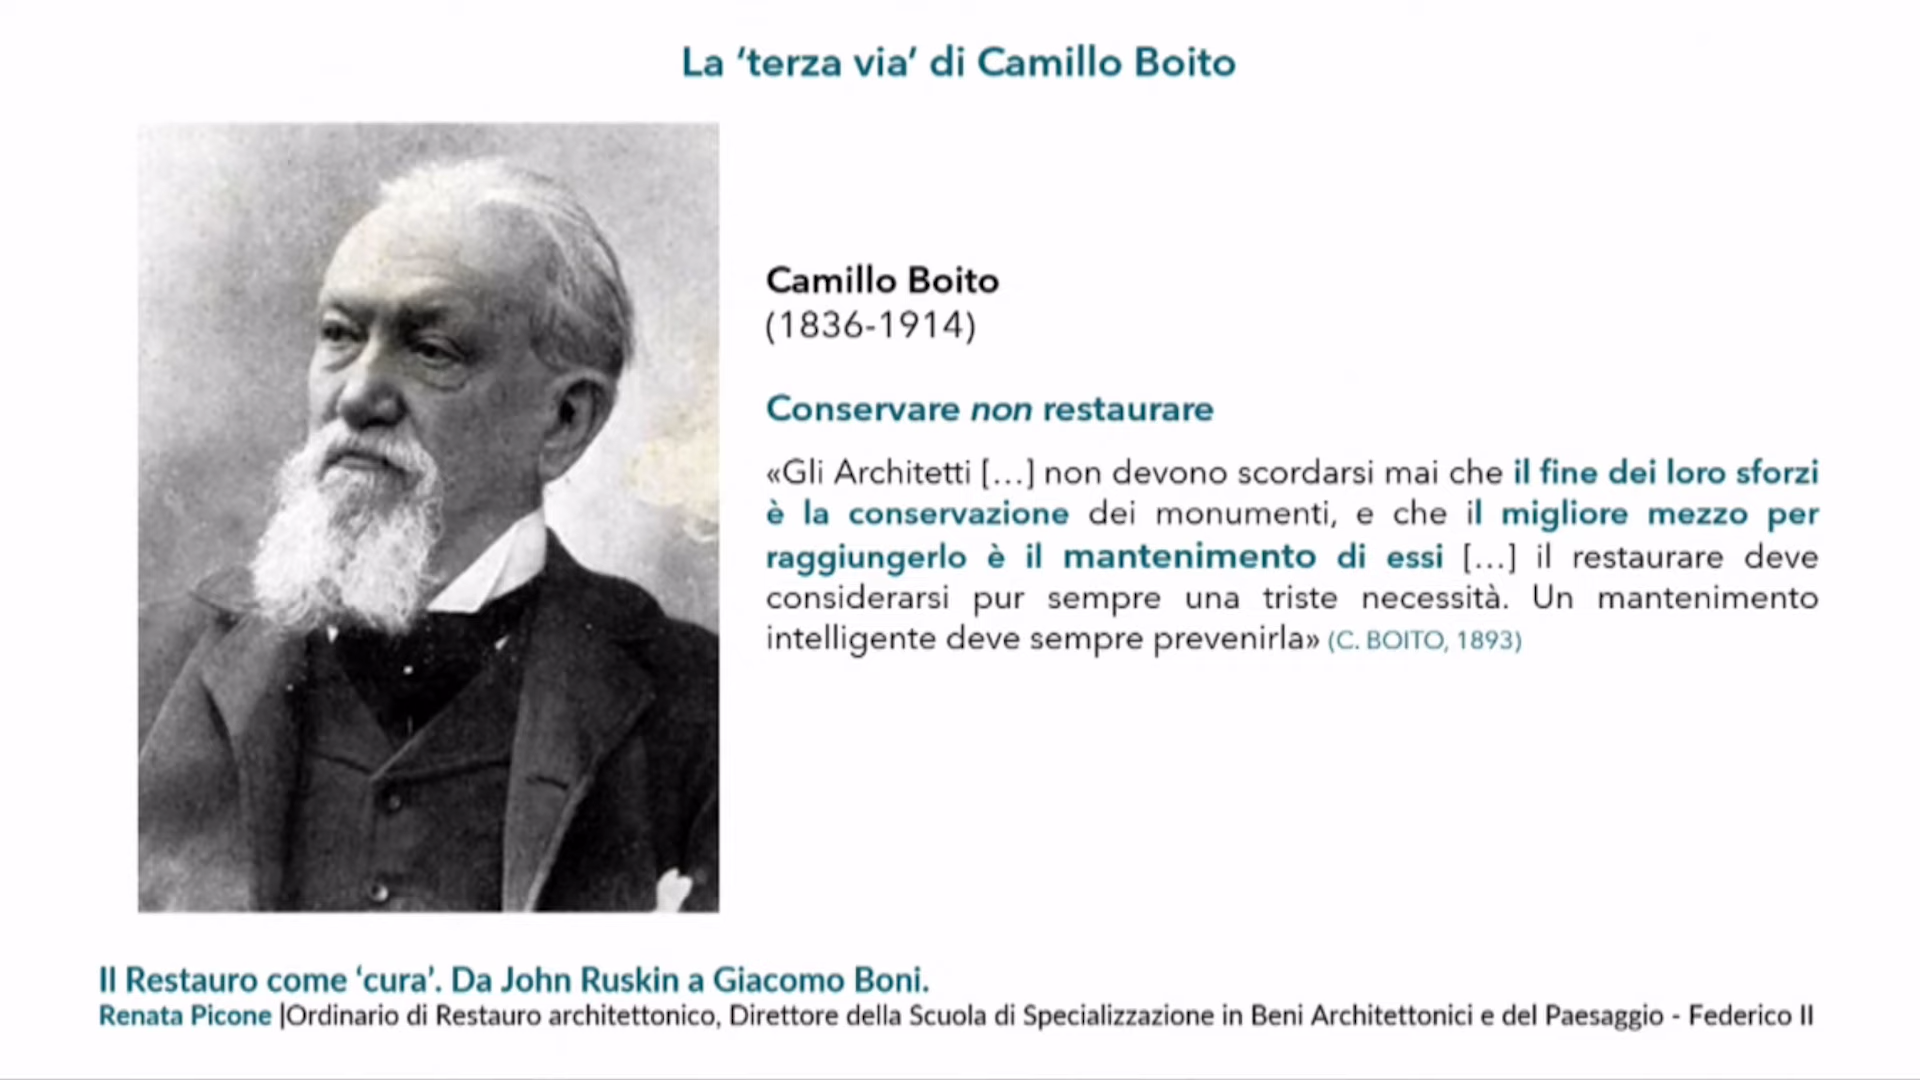 La ‘terza via’ di Camillo Boito
Camillo Boito
(1836-1914)
Conservare non restaurare
«Gli Architetti [...] non devono scordarsi mai che il fine dei loro sforzi
è la conservazione dei monumenti, e che il migliore mezzo per
raggiungerlo è il mantenimento di essi [...] il restaurare deve
considerarsi pur sempre una triste necessità. Un mantenimento
intelligente deve sempre prevenirla» (C. BOITO, 1893)
Il Restauro come ‘cura’. Da John Ruskin a Giacomo Boni.
Renata Picone |Ordinario di Restauro architettonico, Direttore della Scuola di Specializzazione in Beni Architettonici e del Paesaggio - Federico II